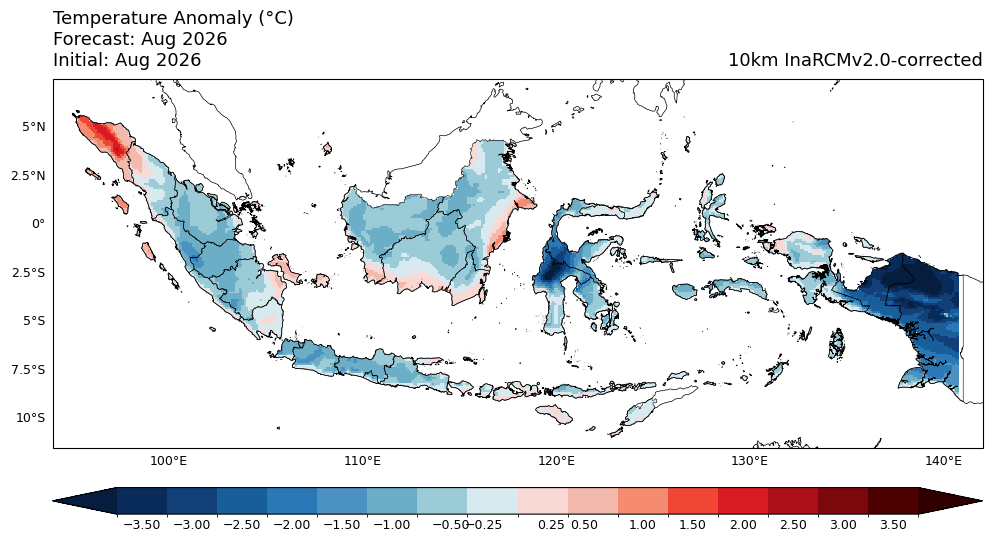 Temperature Anomaly (°C)
Forecast: Aug 2026
Initial: Aug 2026
10km InaRCMv2.0-corrected
5°N
2.5°N
0°
2.5°S
5°S
7.5°S
10°S
100°E 110°E 120°E 130°E 140°E
−3.50 −3.00 −2.50 −2.00 −1.50 −1.00 −0.50 −0.25 0.25 0.50 1.00 1.50 2.00 2.50 3.00 3.50